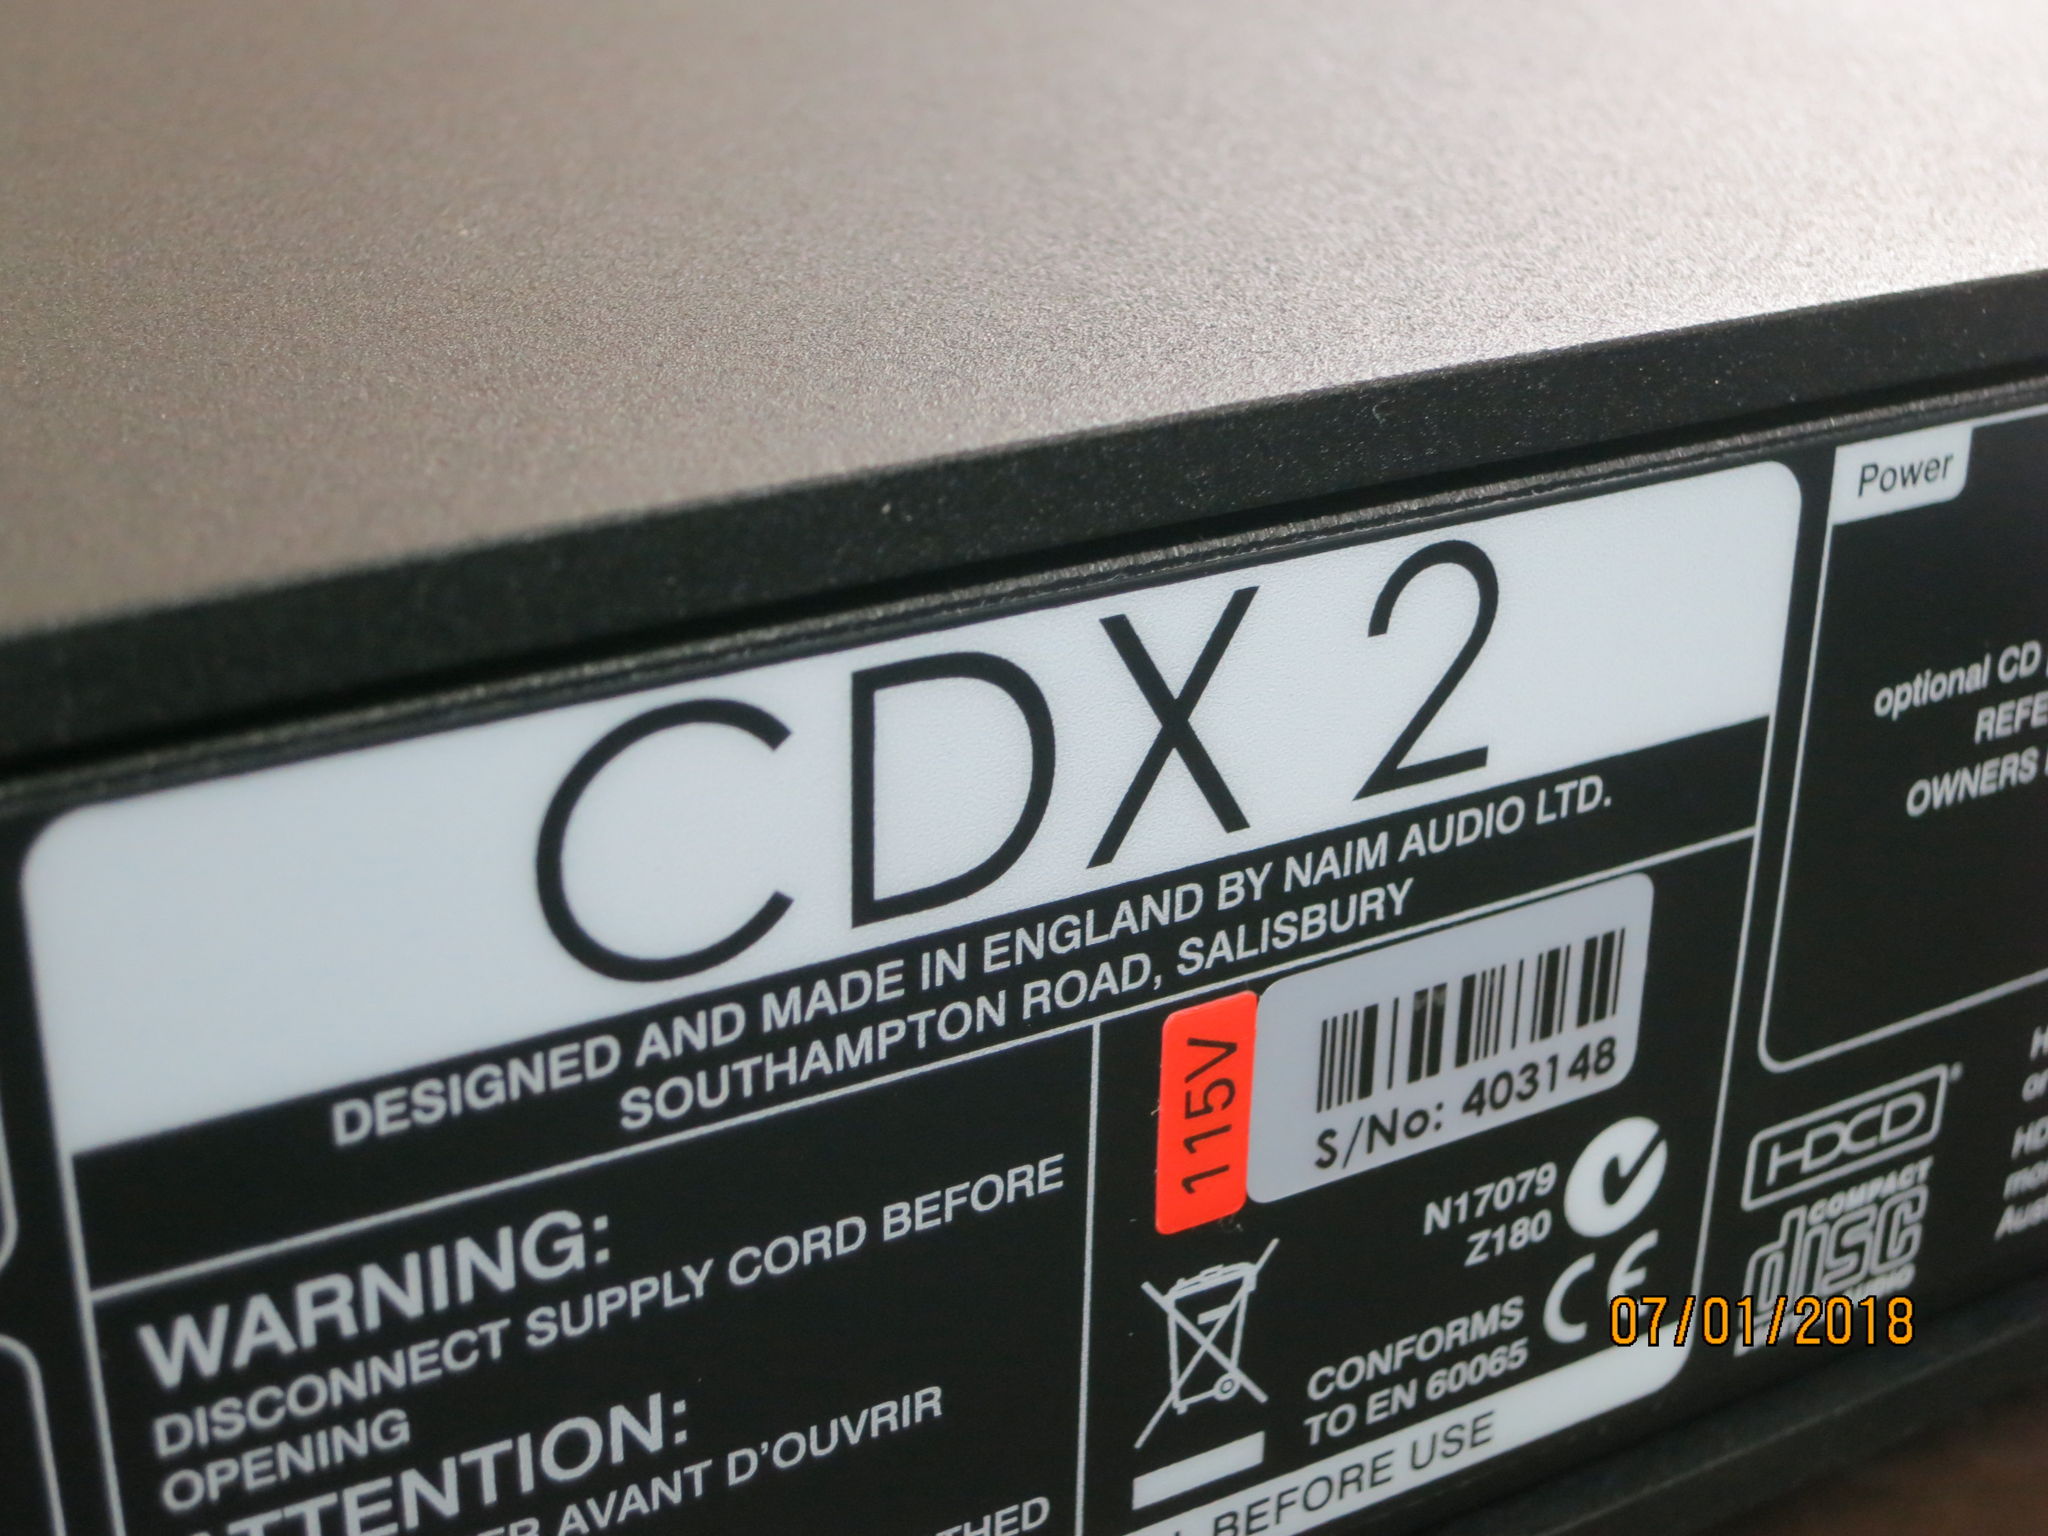 CDX 2
DESIGNED AND MADE IN ENGLAND BY NAIM AUDIO LTD.
SOUTHAMPTON ROAD, SALISBURY
WARNING:
DISCONNECT SUPPLY CORD BEFORE
OPENING
ATTENTION:
AVANT D'OUVRIR
115V
S/No: 403148
N17079
Z180
CE
CONFORMS
TO EN 60065
BEFORE USE
Power
optional CD
OWNERS
HDCD
COMPACT
disc
07/01/2018